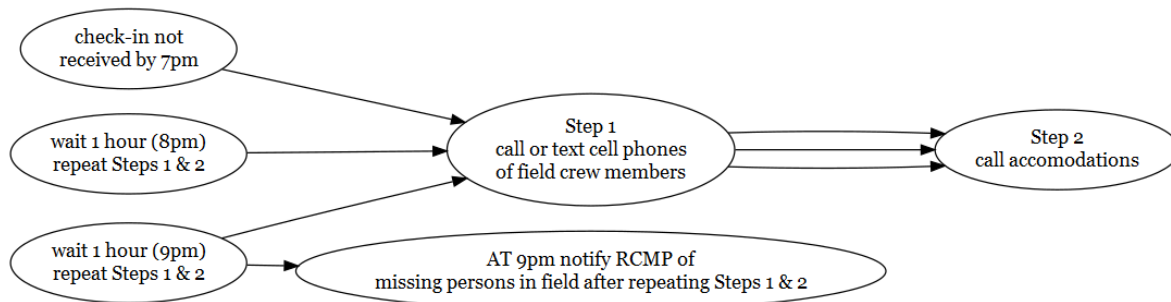 check-in not
received by 7pm
wait 1 hour (8pm)
repeat Steps 1 & 2
wait 1 hour (9pm)
repeat Steps 1 & 2
Step 1
call or text cell phones
of field crew members
AT 9pm notify RCMP of
missing persons in field after repeating Steps 1 & 2
Step 2
call accomodations